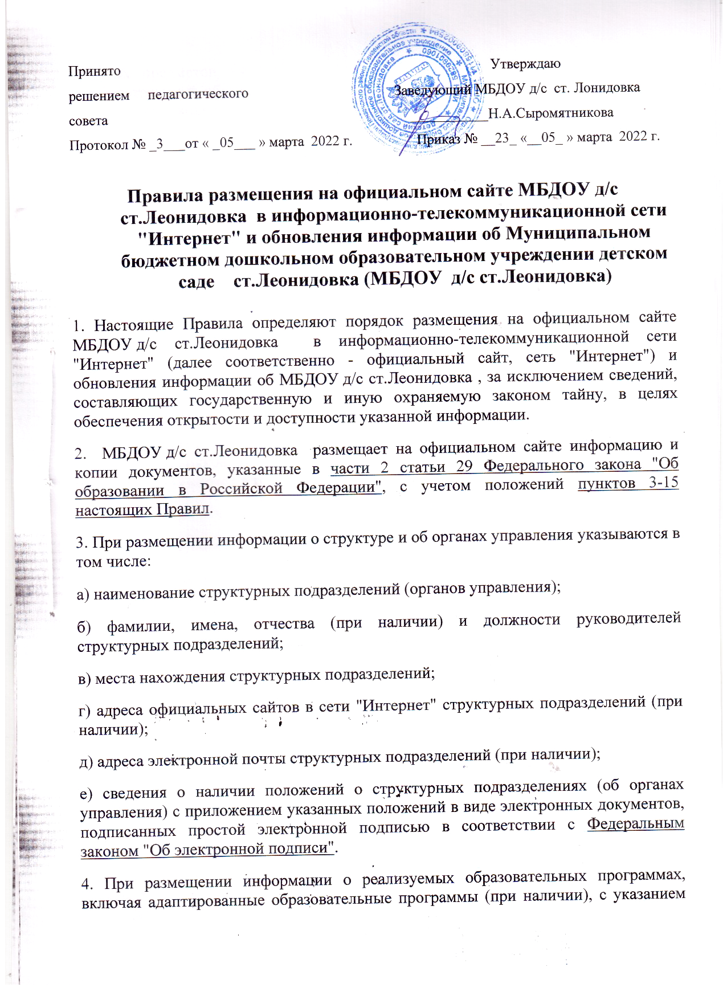 Принято
решением педагогического
совета
Протокол № _3___от « _05___ » марта 2022 г.
Утверждаю
Заведующий МБДОУ д/с ст. Лонидовка
___________Н.А.Сыромятникова
Приказ № __23_ «__05_ » марта 2022 г.
Правила размещения на официальном сайте МБДОУ д/с
ст.Леонидовка в информационно-телекоммуникационной сети
"Интернет" и обновления информации об Муниципальном
бюджетном дошкольном образовательном учреждении детском
саде ст.Леонидовка (МБДОУ д/с ст.Леонидовка)
1. Настоящие Правила определяют порядок размещения на официальном сайте
МБДОУ д/с ст.Леонидовка в информационно-телекоммуникационной сети
"Интернет" (далее соответственно - официальный сайт, сеть "Интернет") и
обновления информации об МБДОУ д/с ст.Леонидовка , за исключением сведений,
составляющих государственную и иную охраняемую законом тайну, в целях
обеспечения открытости и доступности указанной информации.
2. МБДОУ д/с ст.Леонидовка размещает на официальном сайте информацию и
копии документов, указанные в части 2 статьи 29 Федерального закона "Об
образовании в Российской Федерации", с учетом положений пунктов 3-15
настоящих Правил.
3. При размещении информации о структуре и об органах управления указываются в
том числе:
а) наименование структурных подразделений (органов управления);
б) фамилии, имена, отчества (при наличии) и должности руководителей
структурных подразделений;
в) места нахождения структурных подразделений;
г) адреса официальных сайтов в сети "Интернет" структурных подразделений (при
наличии);
д) адреса электронной почты структурных подразделений (при наличии);
е) сведения о наличии положений о структурных подразделениях (об органах
управления) с приложением указанных положений в виде электронных документов,
подписанных простой электронной подписью в соответствии с Федеральным
законом "Об электронной подписи".
4. При размещении информации о реализуемых образовательных программах,
включая адаптированные образовательные программы (при наличии), с указанием